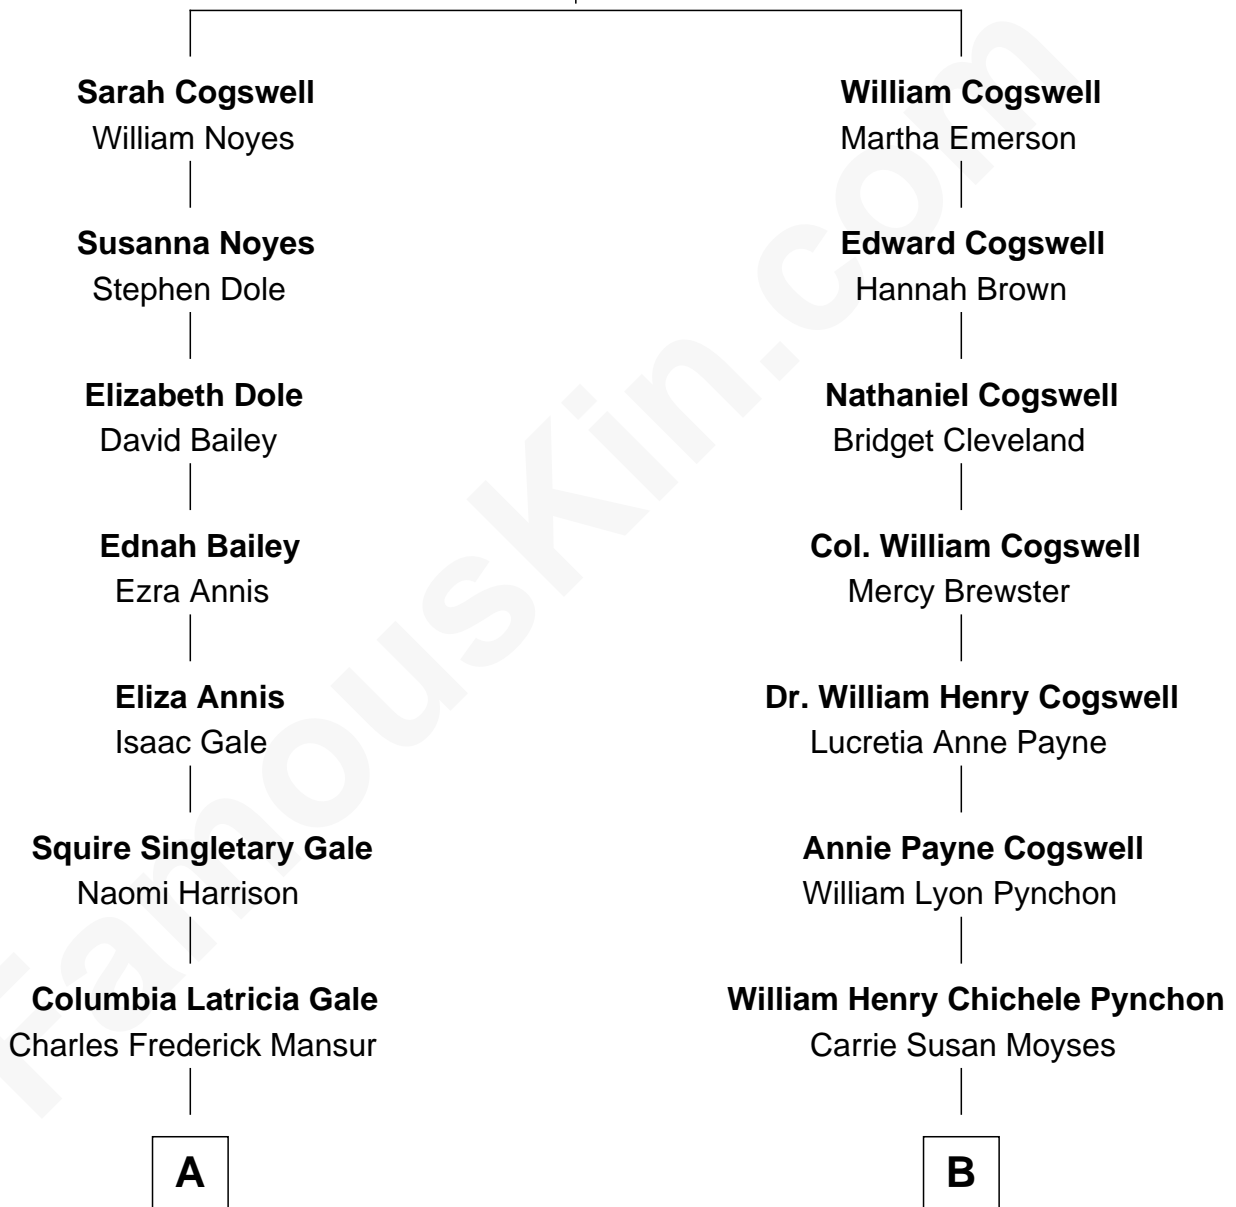 Sarah Cogswell
William Noyes
Susanna Noyes
Stephen Dole
Elizabeth Dole
David Bailey
Ednah Bailey
Ezra Annis
Eliza Annis
Isaac Gale
Squire Singletary Gale
Naomi Harrison
Columbia Latricia Gale
Charles Frederick Mansur
A
William Cogswell
Martha Emerson
Edward Cogswell
Hannah Brown
Nathaniel Cogswell
Bridget Cleveland
Col. William Cogswell
Mercy Brewster
Dr. William Henry Cogswell
Lucretia Anne Payne
Annie Payne Cogswell
William Lyon Pynchon
William Henry Chichele Pynchon
Carrie Susan Moyses
B
FamousKin.com